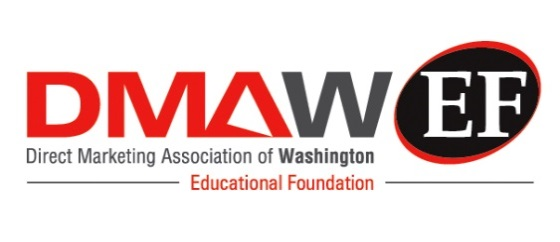 DMAW EF
Direct Marketing Association of Washington
Educational Foundation